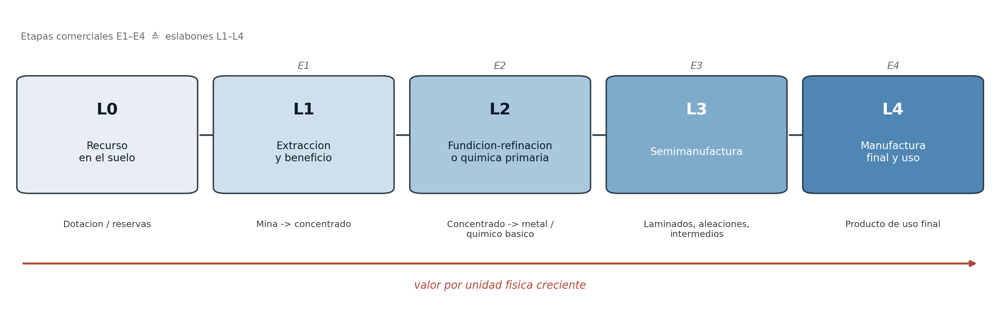 Etapas comerciales E1–E4 ≙ eslabones L1–L4
E1
E2
E3
E4
L0
Recurso
en el suelo
L1
Extraccion
y beneficio
L2
Fundicion-refinacion
o quimica primaria
L3
Semimanufactura
L4
Manufactura
final y uso
Dotacion / reservas
Mina -> concentrado
Concentrado -> metal /
quimico basico
Laminados, aleaciones,
intermedios
Producto de uso final
valor por unidad fisica creciente